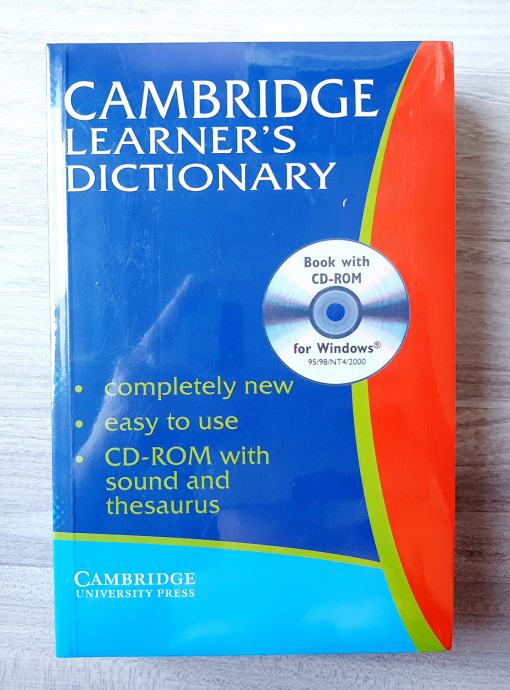 CAMBRIDGE
LEARNER'S
DICTIONARY
Book with
CD-ROM
for Windows®
95/98/NT4/2000
• completely new
• easy to use
• CD-ROM with
sound and
thesaurus
CAMBRIDGE
UNIVERSITY PRESS